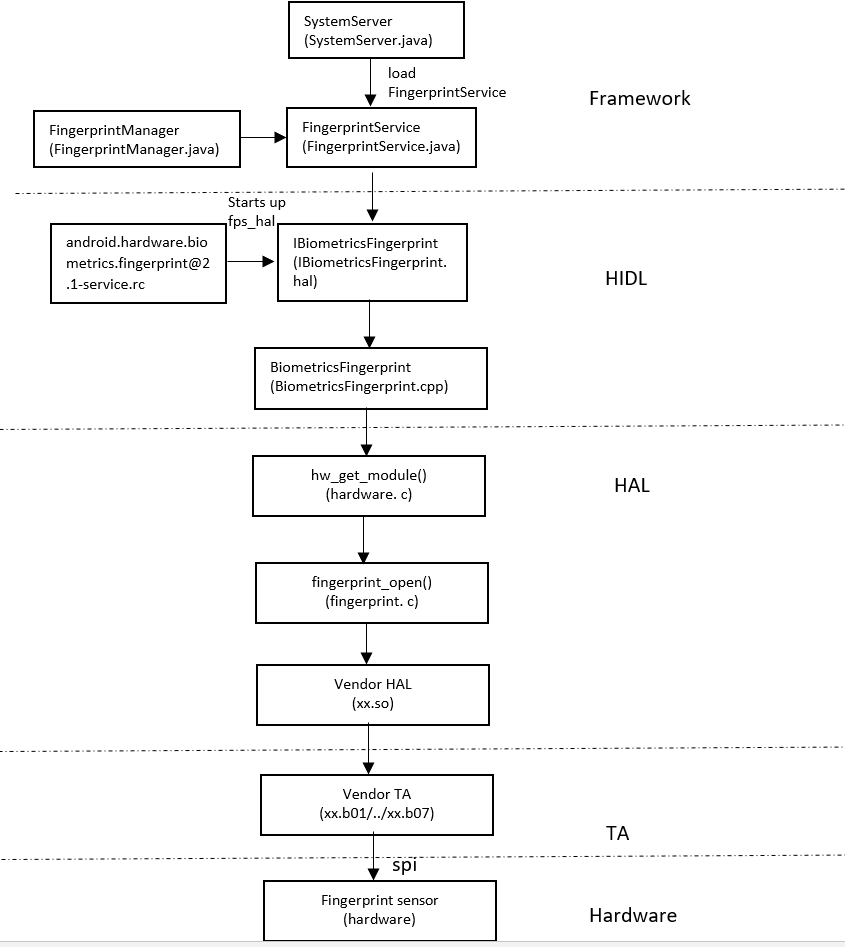 SystemServer
(SystemServer.java)
load
FingerprintService
Framework
FingerprintManager
(FingerprintManager.java)
FingerprintService
(FingerprintService.java)
Starts up
fps_hal
android.hardware.bio
metrics.fingerprint@2
.1-service.rc
IBiometricsFingerprint
(IBiometricsFingerprint.
hal)
HIDL
BiometricsFingerprint
(BiometricsFingerprint.cpp)
hw_get_module()
(hardware. c)
HAL
fingerprint_open()
(fingerprint. c)
Vendor HAL
(xx.so)
Vendor TA
(xx.b01/../xx.b07)
TA
spi
Fingerprint sensor
(hardware)
Hardware